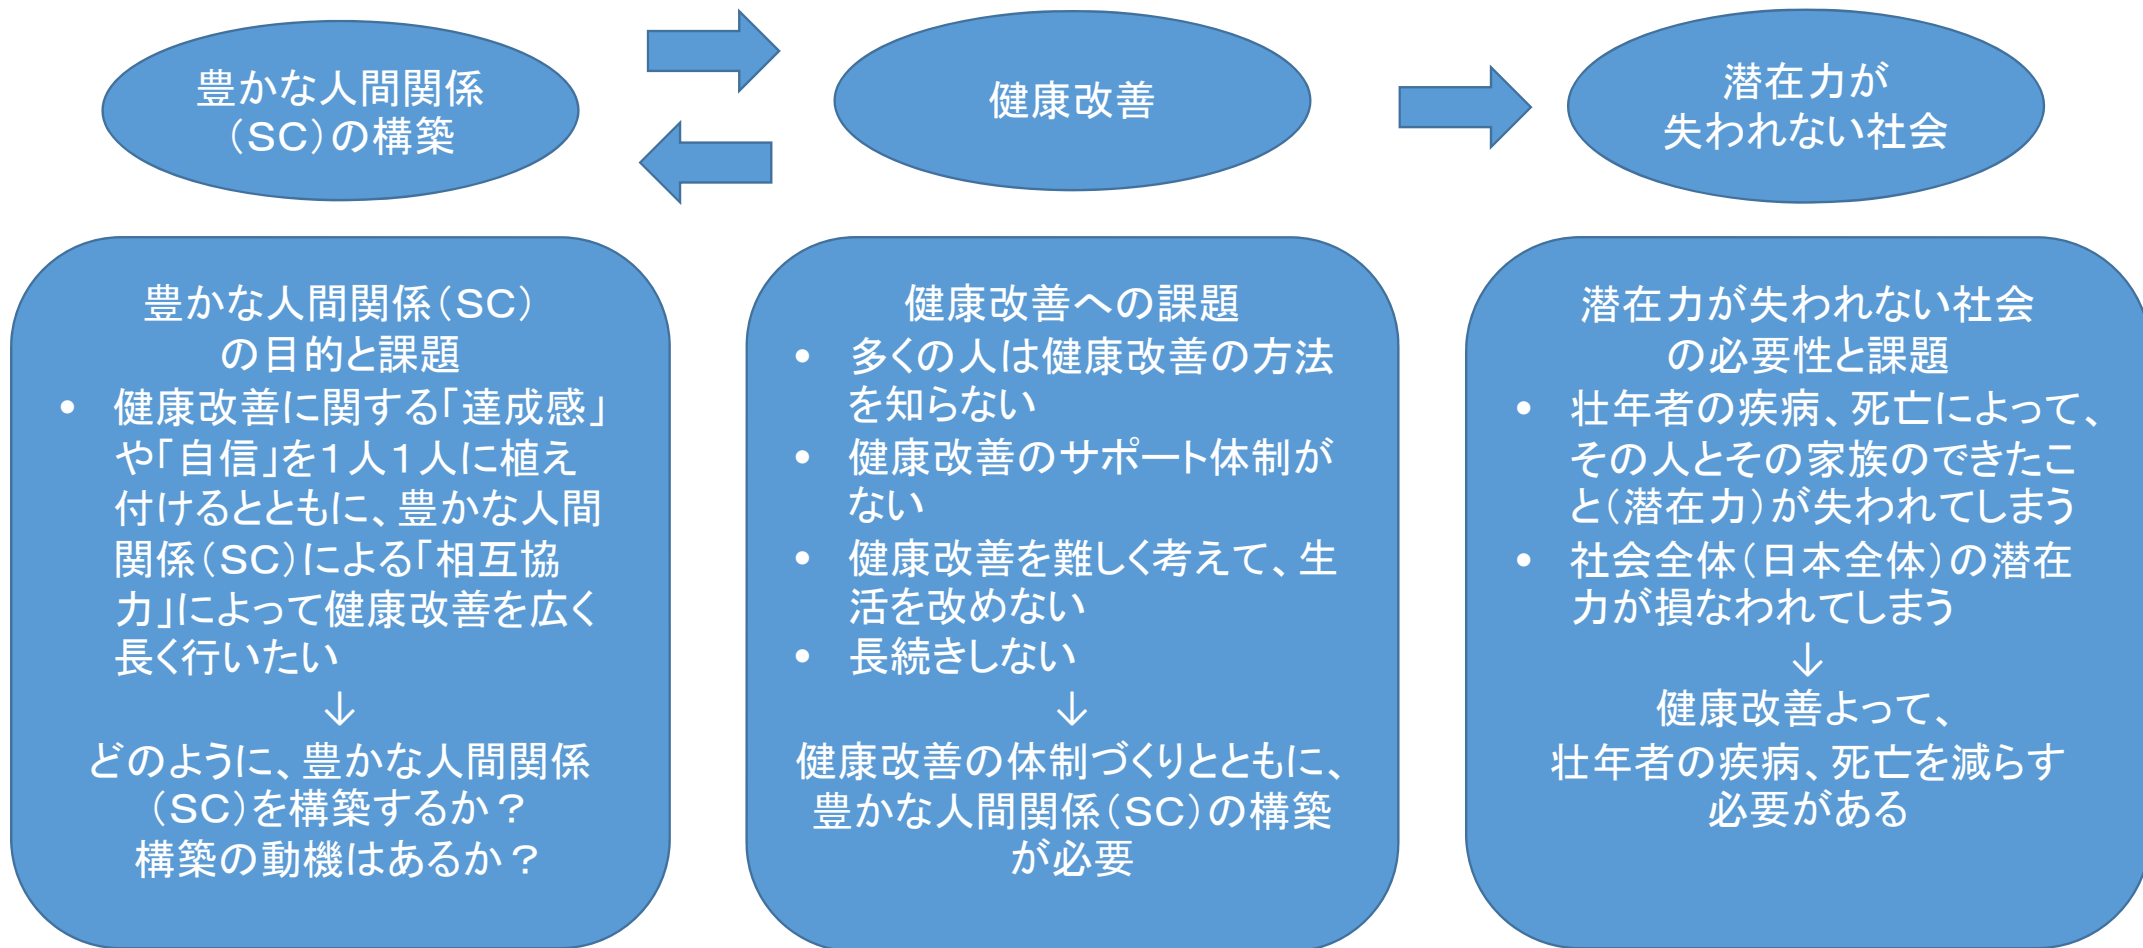 豊かな人間関係
（SC）の構築
健康改善
潜在力が
失われない社会
豊かな人間関係（SC）
の目的と課題
• 健康改善に関する「達成感」
や「自信」を１人１人に植え
付けるとともに、豊かな人間
関係（SC）による「相互協
力」によって健康改善を広く
長く行いたい
↓
どのように、豊かな人間関係
（SC）を構築するか？
構築の動機はあるか？
健康改善への課題
• 多くの人は健康改善の方法
を知らない
• 健康改善のサポート体制が
ない
• 健康改善を難しく考えて、生
活を改めない
• 長続きしない
↓
健康改善の体制づくりとともに、
豊かな人間関係（SC）の構築
が必要
潜在力が失われない社会
の必要性と課題
• 壮年者の疾病、死亡によって、
その人とその家族のできたこ
と（潜在力）が失われてしまう
• 社会全体（日本全体）の潜在
力が損なわれてしまう
↓
健康改善よって、
壮年者の疾病、死亡を減らす
必要がある